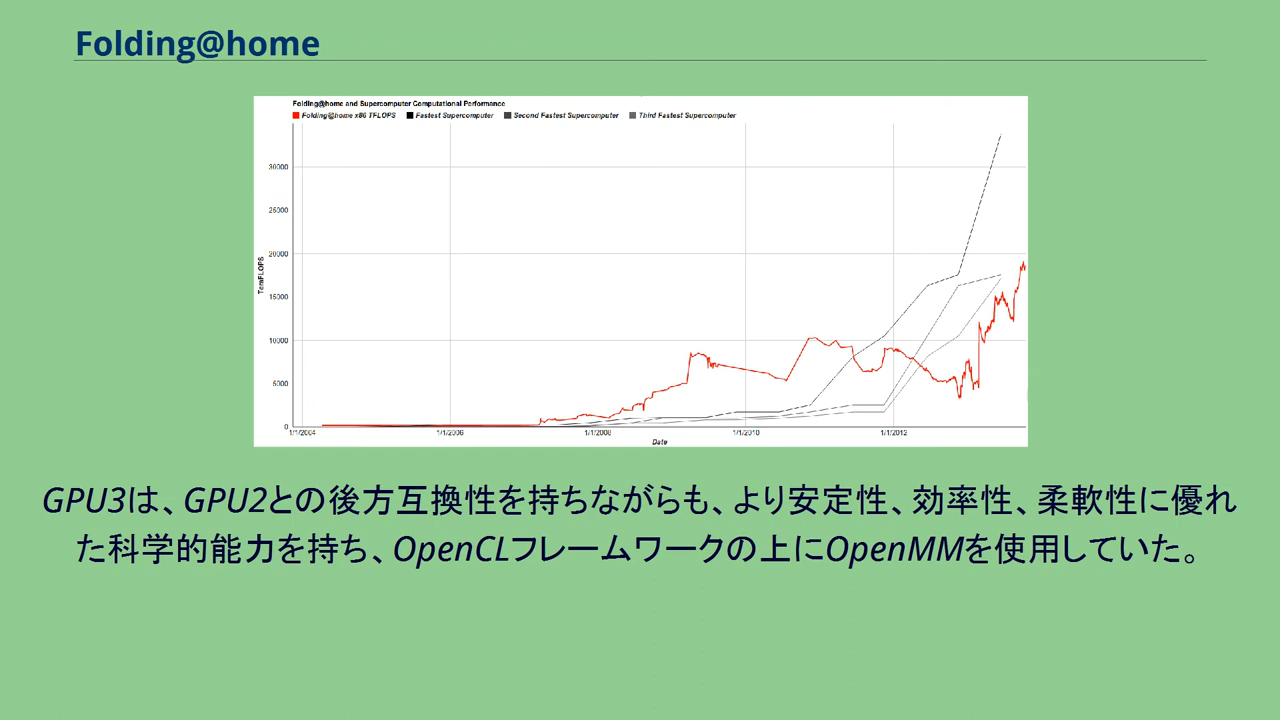 Folding@home
Folding@home and Supercomputer Computational Performance
Folding@home x86 TFLOPS Fastest Supercomputer Second Fastest Supercomputer Third Fastest Supercomputer
30000
25000
20000
15000
10000
5000
0
TeraFLOPS
1/1/2004 1/1/2006 1/1/2008 1/1/2010 1/1/2012
Date
GPU3は、GPU2との後方互換性を持ちながらも、より安定性、効率性、柔軟性に優れ
た科学的能力を持ち、OpenCLフレームワークの上にOpenMMを使用していた。